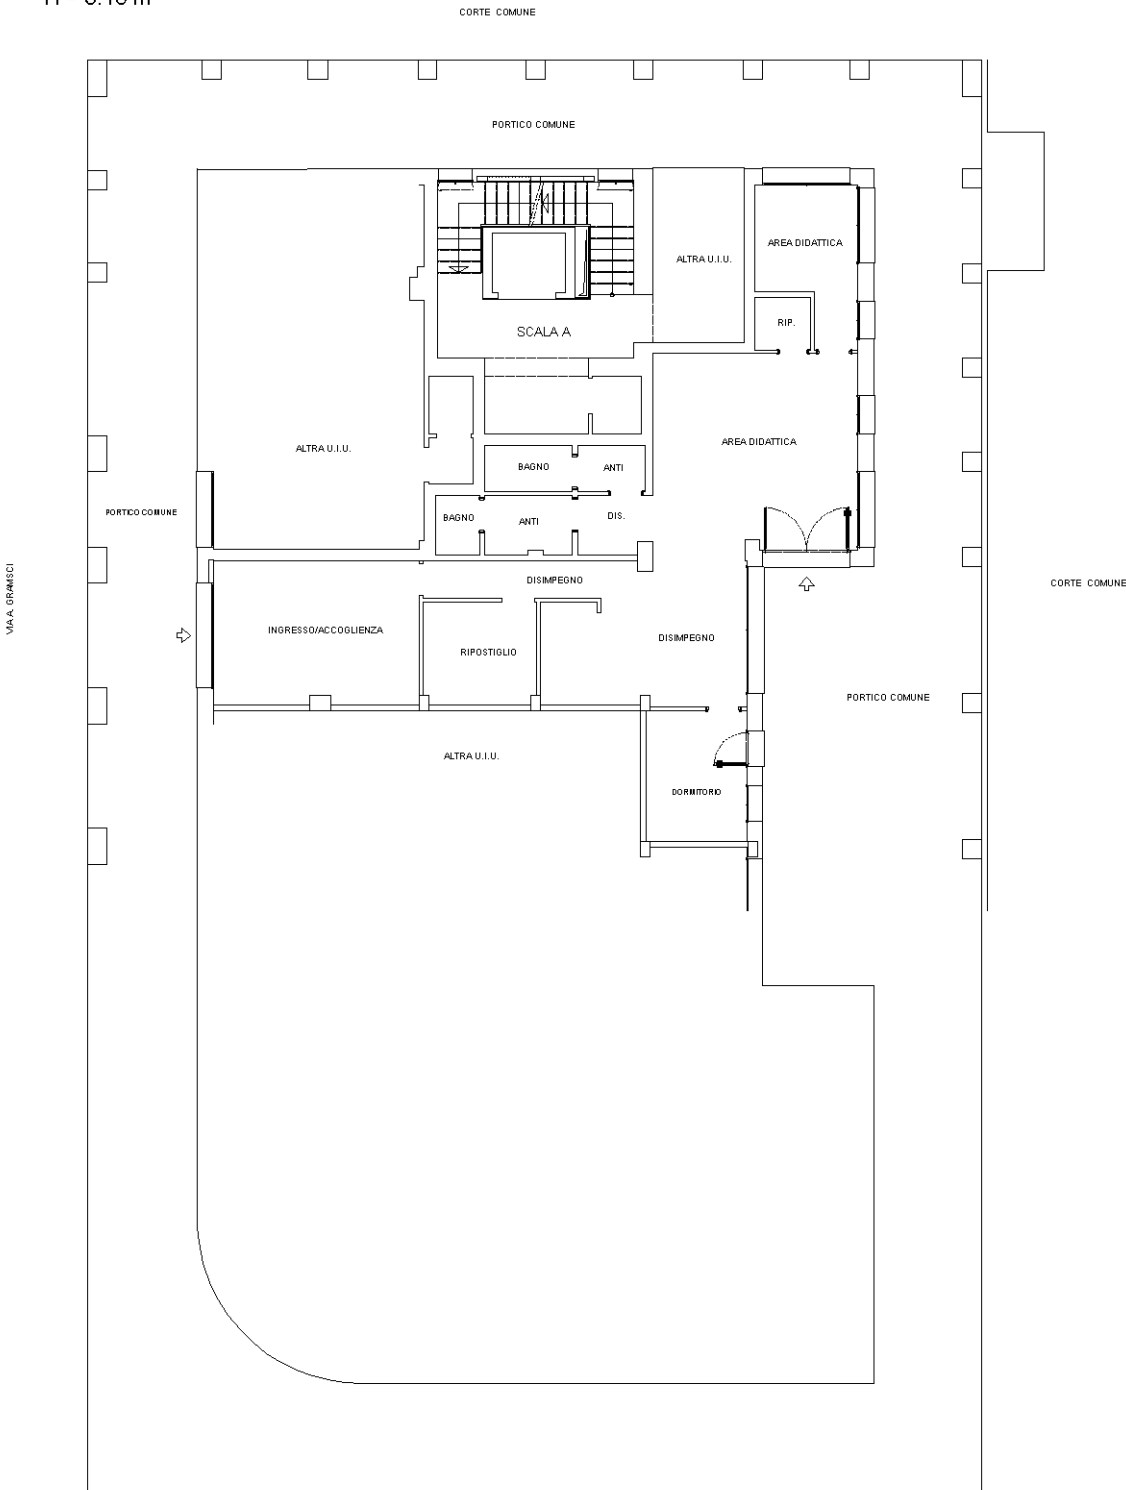 CORTE COMUNE
PORTICO COMUNE
AREA DIDATTICA
ALTRA U.I.U.
RIP.
SCALA A
AREA DIDATTICA
ALTRA U.I.U.
BAGNO
ANTI
PORTICO COMUNE
BAGNO
ANTI
DIS.
VIA A. GRAMSCI
DISIMPEGNO
CORTE COMUNE
INGRESSO/ACCOGLIENZA
DISIMPEGNO
RIPOSTIGLIO
PORTICO COMUNE
ALTRA U.I.U.
DORMITORIO